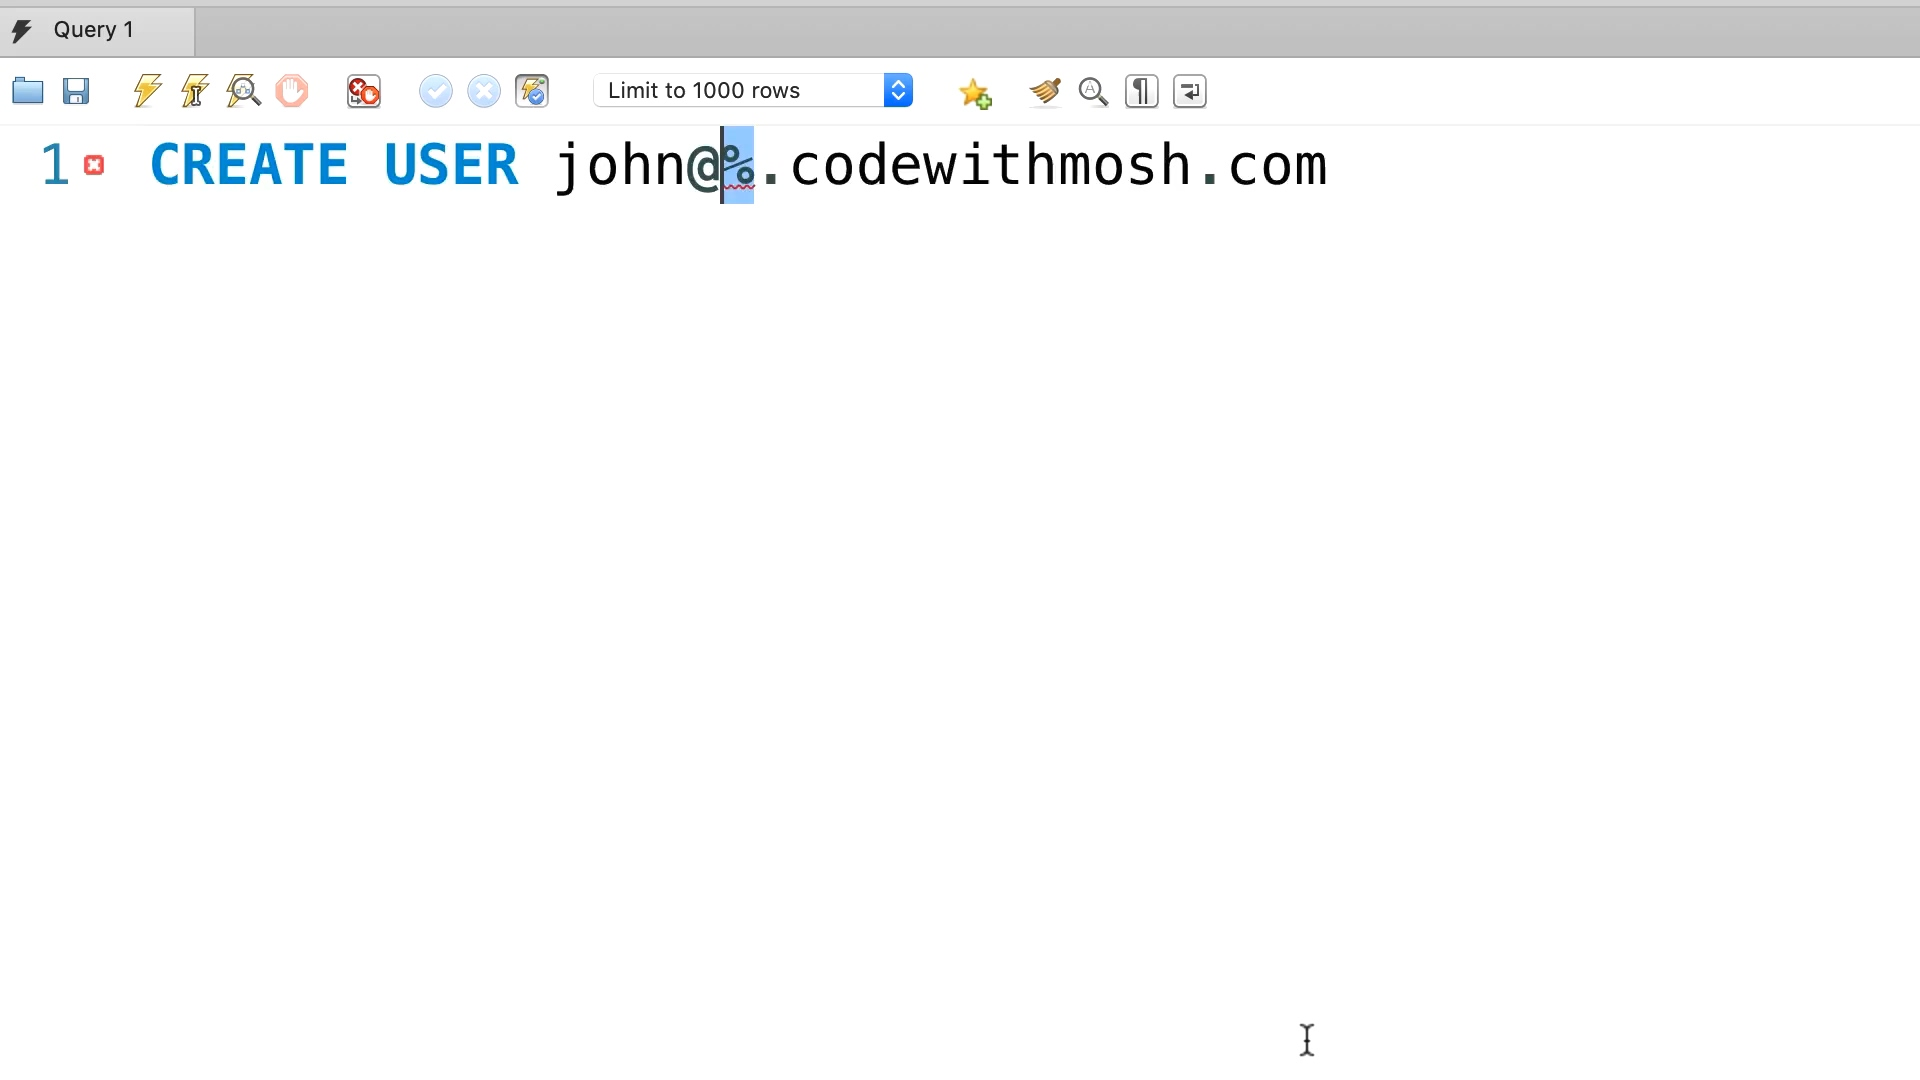 Query 1
Limit to 1000 rows
1 CREATE USER john@%.codewithmosh.com